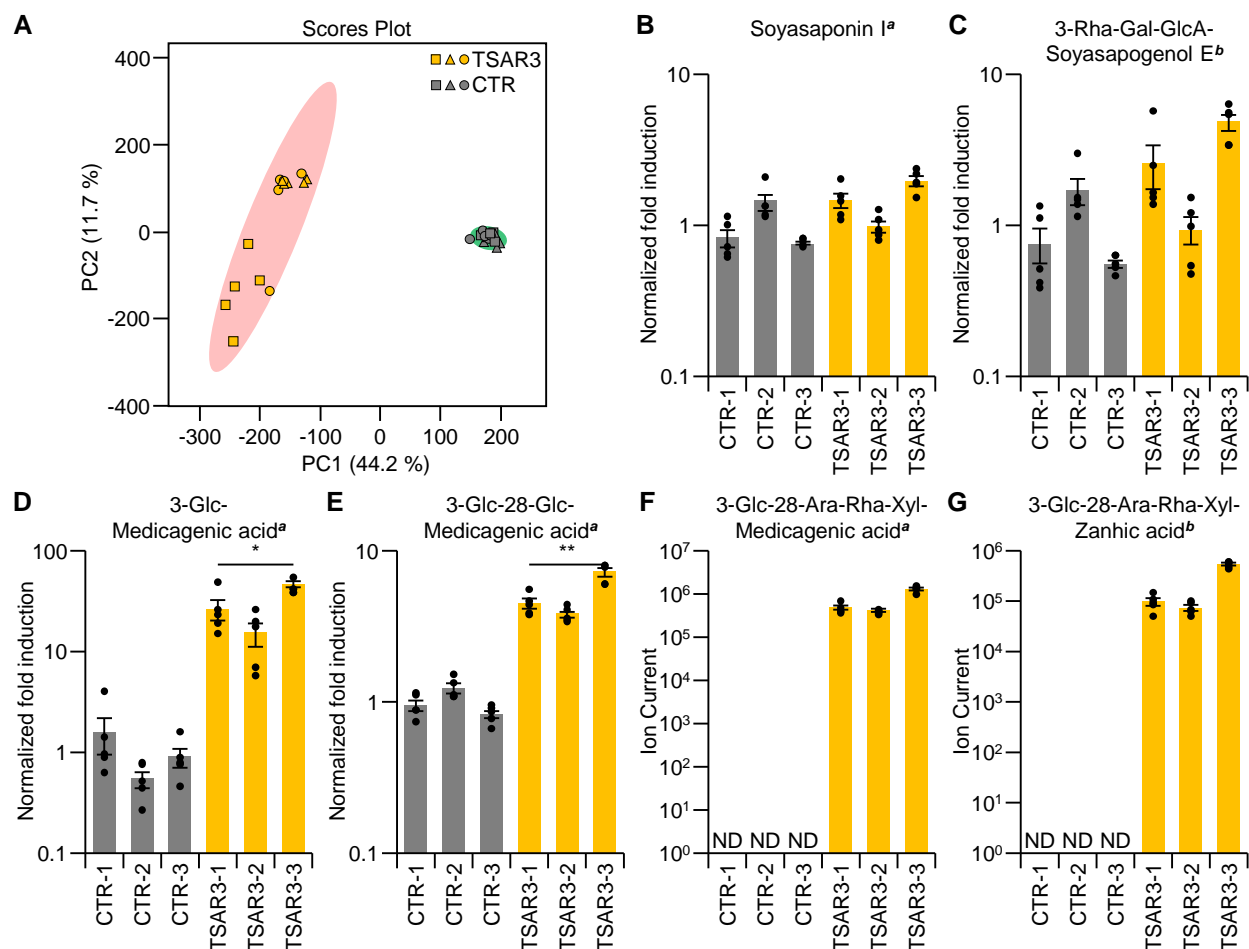 A
Scores Plot
TSAR3
CTR
400
200
0
-200
-400
PC2 (11.7 %)
-300 -200 -100 0 100 200
PC1 (44.2 %)
B
Soyasaponin Iᵃ
Normalized fold induction
10
1
0.1
CTR-1
CTR-2
CTR-3
TSAR3-1
TSAR3-2
TSAR3-3
C
3-Rha-Gal-GlcA-
Soyasapogenol Eᵇ
Normalized fold induction
10
1
0.1
CTR-1
CTR-2
CTR-3
TSAR3-1
TSAR3-2
TSAR3-3
D
3-Glc-
Medicagenic acidᵃ
Normalized fold induction
100
10
1
0.1
*
CTR-1
CTR-2
CTR-3
TSAR3-1
TSAR3-2
TSAR3-3
E
3-Glc-28-Glc-
Medicagenic acidᵃ
Normalized fold induction
10
1
0.1
**
CTR-1
CTR-2
CTR-3
TSAR3-1
TSAR3-2
TSAR3-3
F
3-Glc-28-Ara-Rha-Xyl-
Medicagenic acidᵃ
Ion Current
10⁷
10⁶
10⁵
10⁴
10³
10²
10¹
10⁰
ND ND ND
CTR-1
CTR-2
CTR-3
TSAR3-1
TSAR3-2
TSAR3-3
G
3-Glc-28-Ara-Rha-Xyl-
Zanhic acidᵇ
Ion Current
10⁶
10⁵
10⁴
10³
10²
10¹
10⁰
ND ND ND
CTR-1
CTR-2
CTR-3
TSAR3-1
TSAR3-2
TSAR3-3